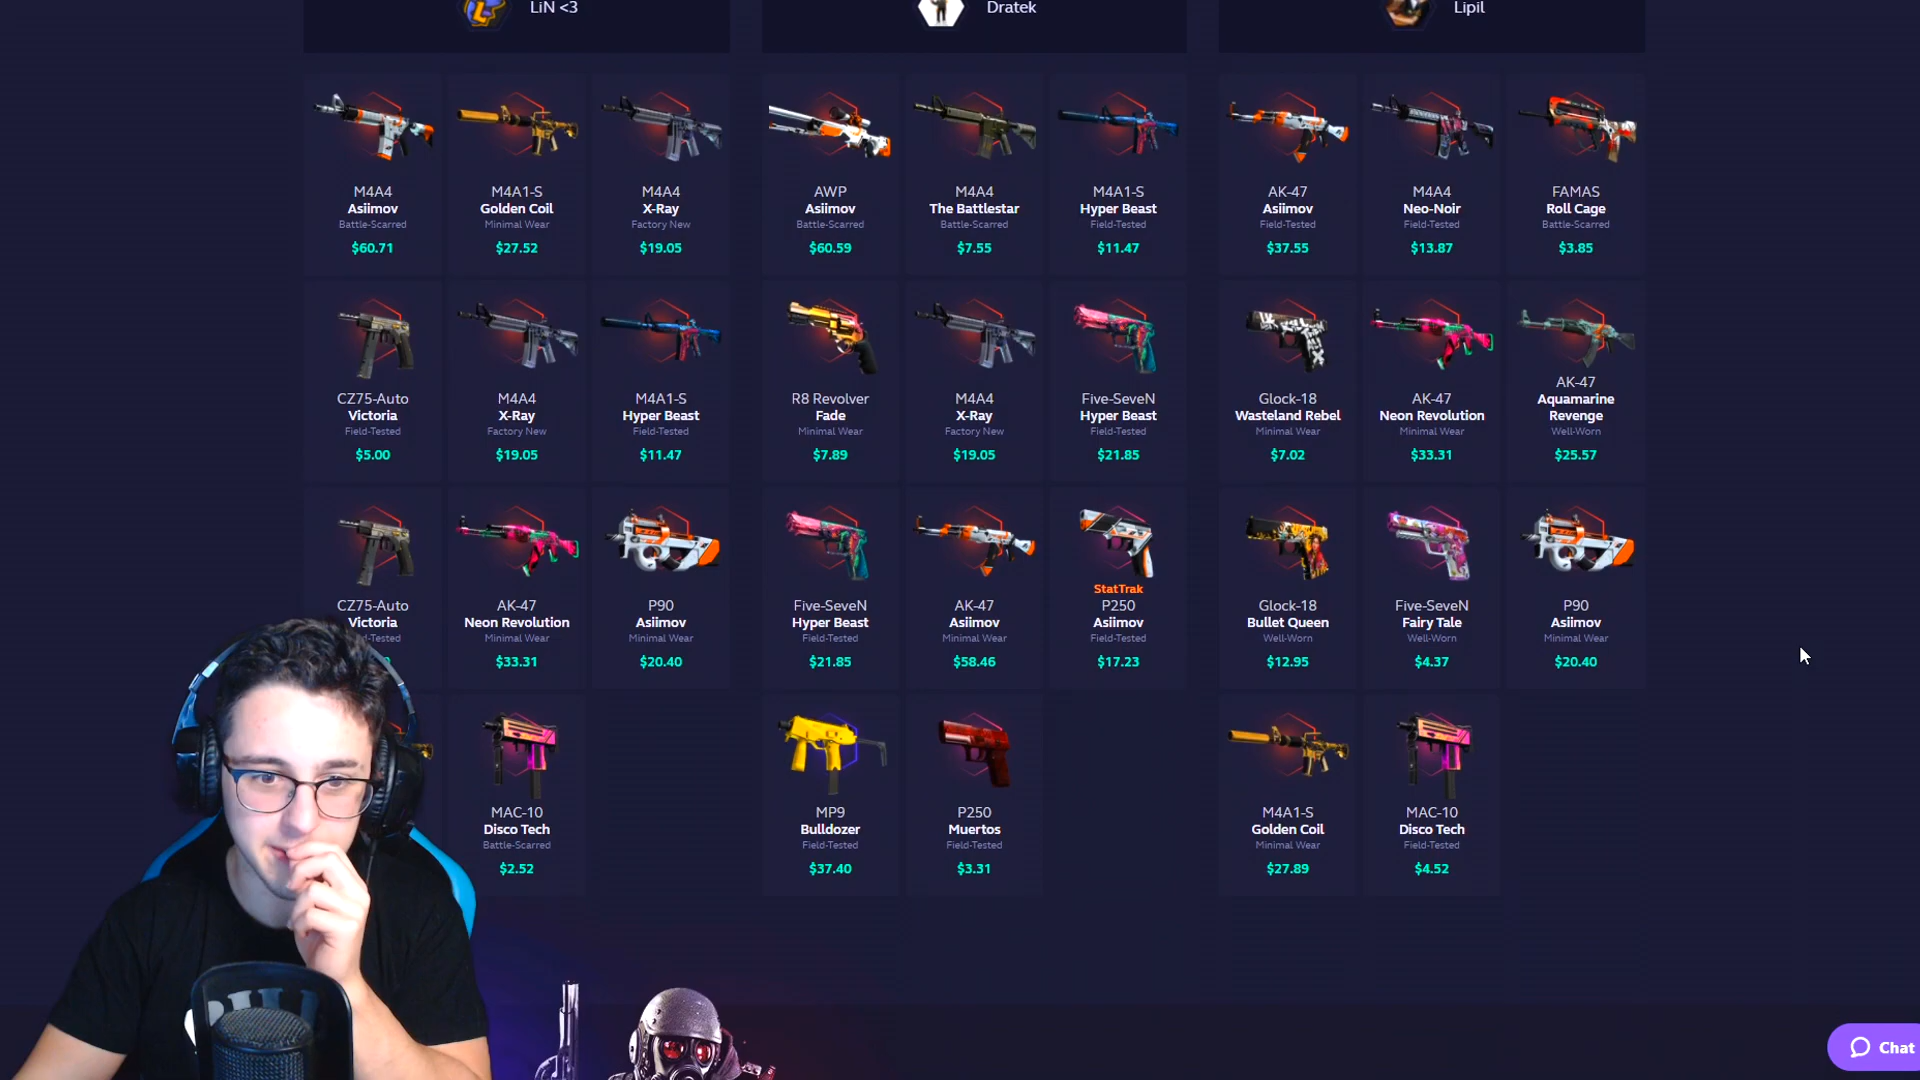 LiN <3
Dratek
Lipil
M4A4
Asiimov
Battle-Scarred
$60.71
M4A1-S
Golden Coil
Minimal Wear
$27.52
M4A4
X-Ray
Factory New
$19.05
AWP
Asiimov
Battle-Scarred
$60.59
M4A4
The Battlestar
Battle-Scarred
$7.55
M4A1-S
Hyper Beast
Field-Tested
$11.47
AK-47
Asiimov
Field-Tested
$37.55
M4A4
Neo-Noir
Field-Tested
$13.87
FAMAS
Roll Cage
Battle-Scarred
$3.85
CZ75-Auto
Victoria
Field-Tested
$5.00
M4A4
X-Ray
Factory New
$19.05
M4A1-S
Hyper Beast
Field-Tested
$11.47
R8 Revolver
Fade
Minimal Wear
$7.89
M4A4
X-Ray
Factory New
$19.05
Five-SeveN
Hyper Beast
Field-Tested
$21.85
Glock-18
Wasteland Rebel
Minimal Wear
$7.02
AK-47
Neon Revolution
Minimal Wear
$33.31
AK-47
Aquamarine
Revenge
Well-Worn
$25.57
CZ75-Auto
Victoria
AK-47
Neon Revolution
Minimal Wear
$33.31
P90
Asiimov
Minimal Wear
$20.40
Five-SeveN
Hyper Beast
Field-Tested
$21.85
AK-47
Asiimov
Minimal Wear
$58.46
StatTrak
P250
Asiimov
Field-Tested
$17.23
Glock-18
Bullet Queen
Well-Worn
$12.95
Five-SeveN
Fairy Tale
Well-Worn
$4.37
P90
Asiimov
Minimal Wear
$20.40
MAC-10
Disco Tech
Battle-Scarred
$2.52
MP9
Bulldozer
Field-Tested
$37.40
P250
Muertos
Field-Tested
$3.31
M4A1-S
Golden Coil
Minimal Wear
$27.89
MAC-10
Disco Tech
Field-Tested
$4.52
Chat